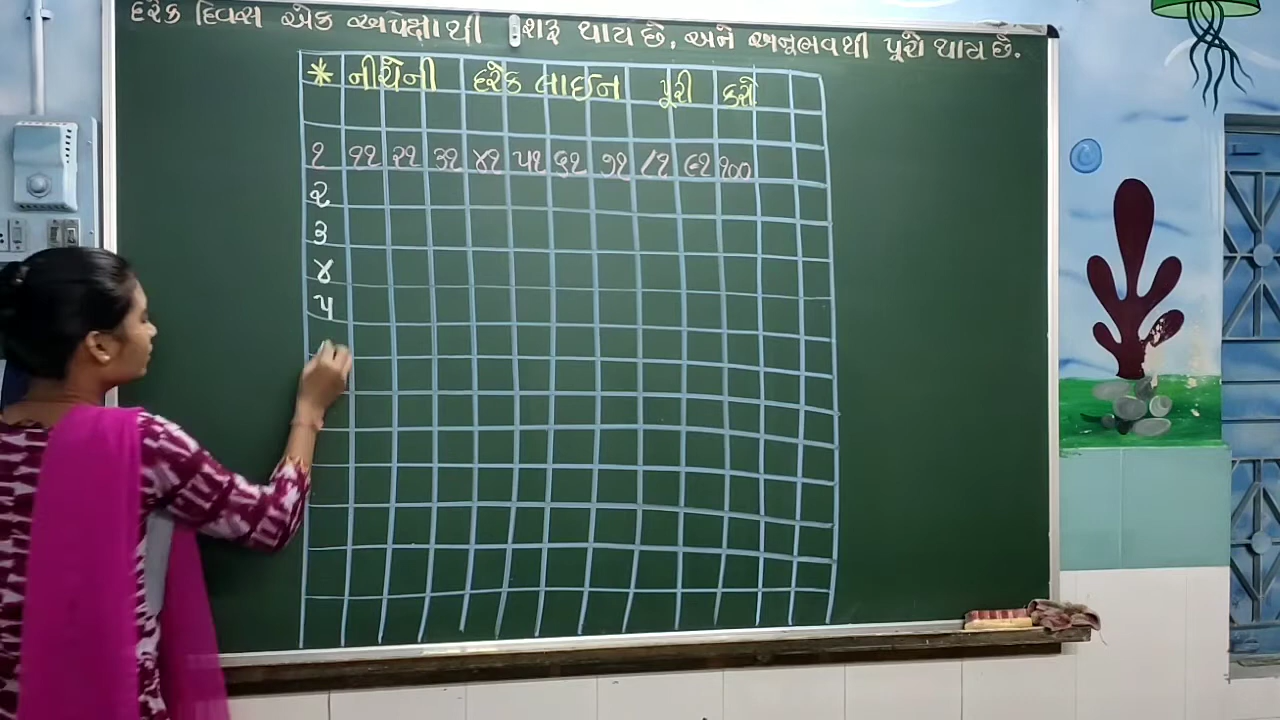 દરેક દિવસ એક અપેક્ષાથી શરૂ થાય છે, અને અનુભવથી પૂરો થાય છે.
* નીચેની દરેક લાઈન પૂરી કરો
૧ ૧૧ ૨૧ ૩૧ ૪૧ ૫૧ ૬૧ ૭૧ ૮૧ ૯૧ ૧૦૦
૨
૩
૪
૫